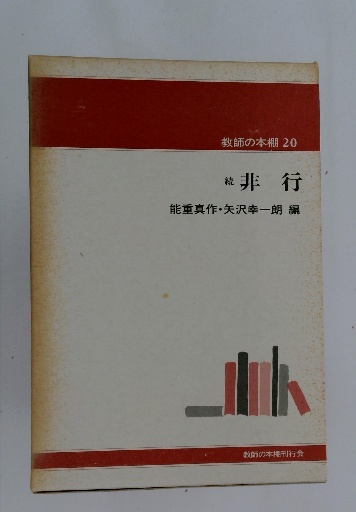 教師の本棚 20
続 非 行
能重真作・矢沢幸一朗 編
教師の本棚刊行会